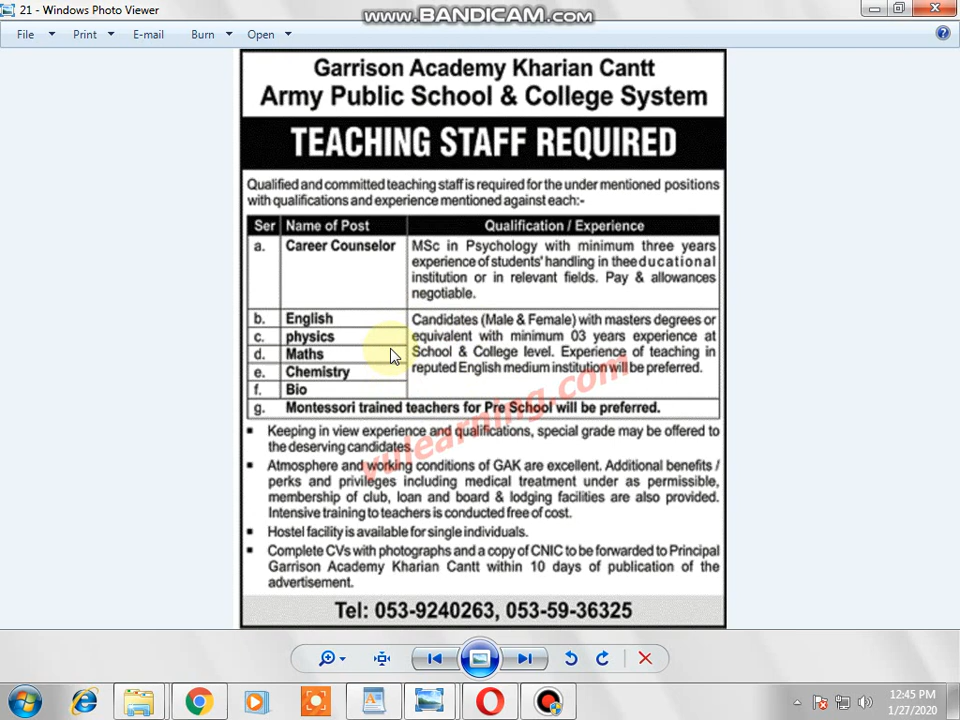 21 - Windows Photo Viewer
www.BANDICAM.com
File Print E-mail Burn Open
Garrison Academy Kharian Cantt
Army Public School & College System
TEACHING STAFF REQUIRED
Qualified and committed teaching staff is required for the under mentioned positions
with qualifications and experience mentioned against each:-
Ser Name of Post Qualification / Experience
a. Career Counselor MSc in Psychology with minimum three years
experience of students' handling in theeducational
institution or in relevant fields. Pay & allowances
negotiable.
b. English Candidates (Male & Female) with masters degrees or
c. physics equivalent with minimum 03 years experience at
d. Maths School & College level. Experience of teaching in
e. Chemistry reputed English medium institution will be preferred.
f. Bio
g. Montessori trained teachers for Pre School will be preferred.
vulearning.com
▪ Keeping in view experience and qualifications, special grade may be offered to
the deserving candidates.
▪ Atmosphere and working conditions of GAK are excellent. Additional benefits /
perks and privileges including medical treatment under as permissible,
membership of club, loan and board & lodging facilities are also provided.
Intensive training to teachers is conducted free of cost.
▪ Hostel facility is available for single individuals.
▪ Complete CVs with photographs and a copy of CNIC to be forwarded to Principal
Garrison Academy Kharian Cantt within 10 days of publication of the
advertisement.
Tel: 053-9240263, 053-59-36325
12:45 PM
1/27/2020